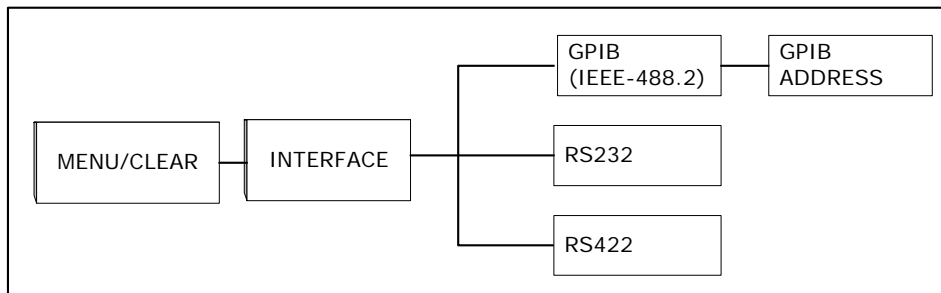 GPIB
(IEEE-488.2)
GPIB
ADDRESS
MENU/CLEAR
INTERFACE
RS232
RS422